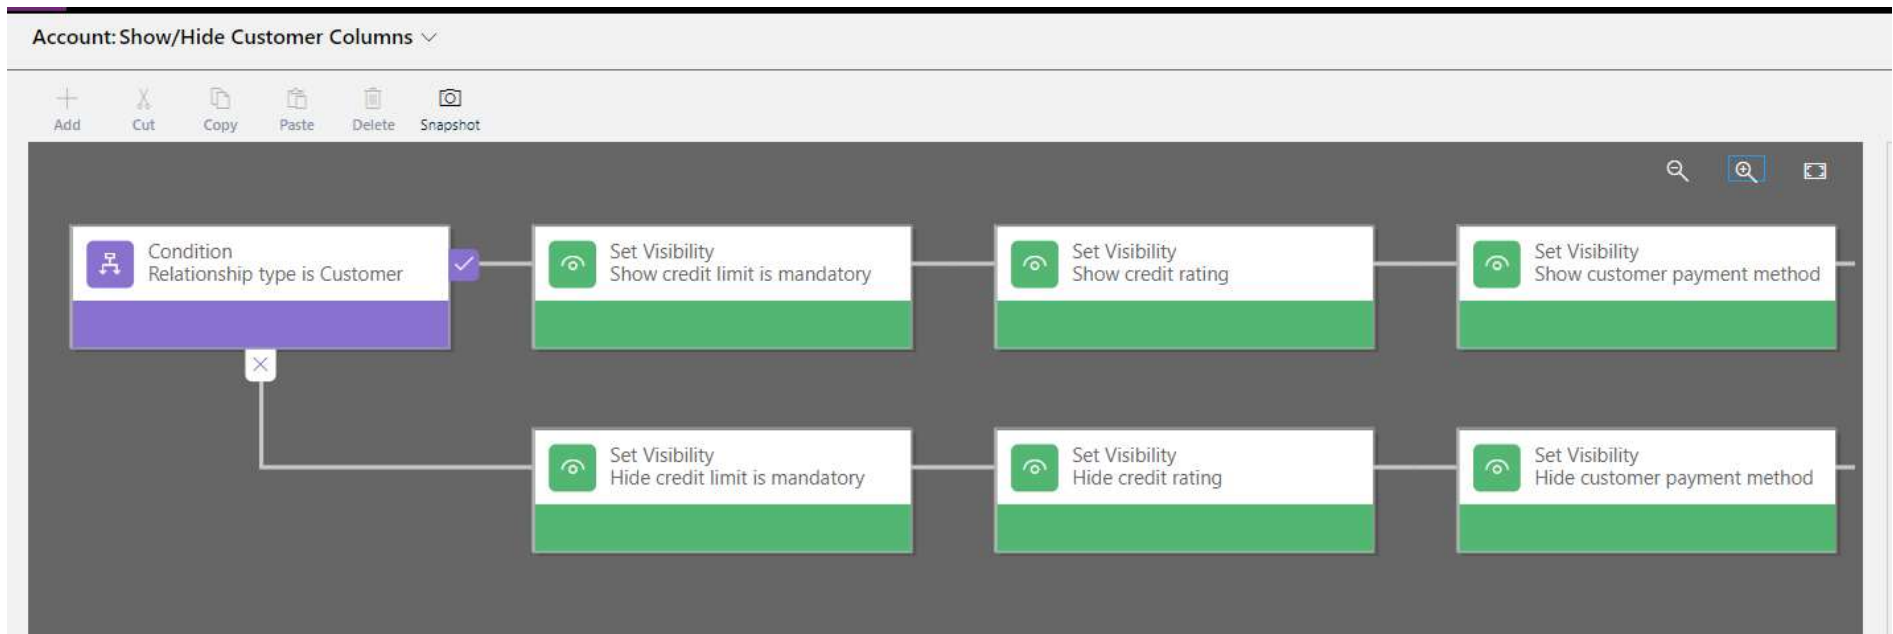 Account: Show/Hide Customer Columns
Add Cut Copy Paste Delete Snapshot
Condition
Relationship type is Customer
Set Visibility
Show credit limit is mandatory
Set Visibility
Show credit rating
Set Visibility
Show customer payment method
Set Visibility
Hide credit limit is mandatory
Set Visibility
Hide credit rating
Set Visibility
Hide customer payment method